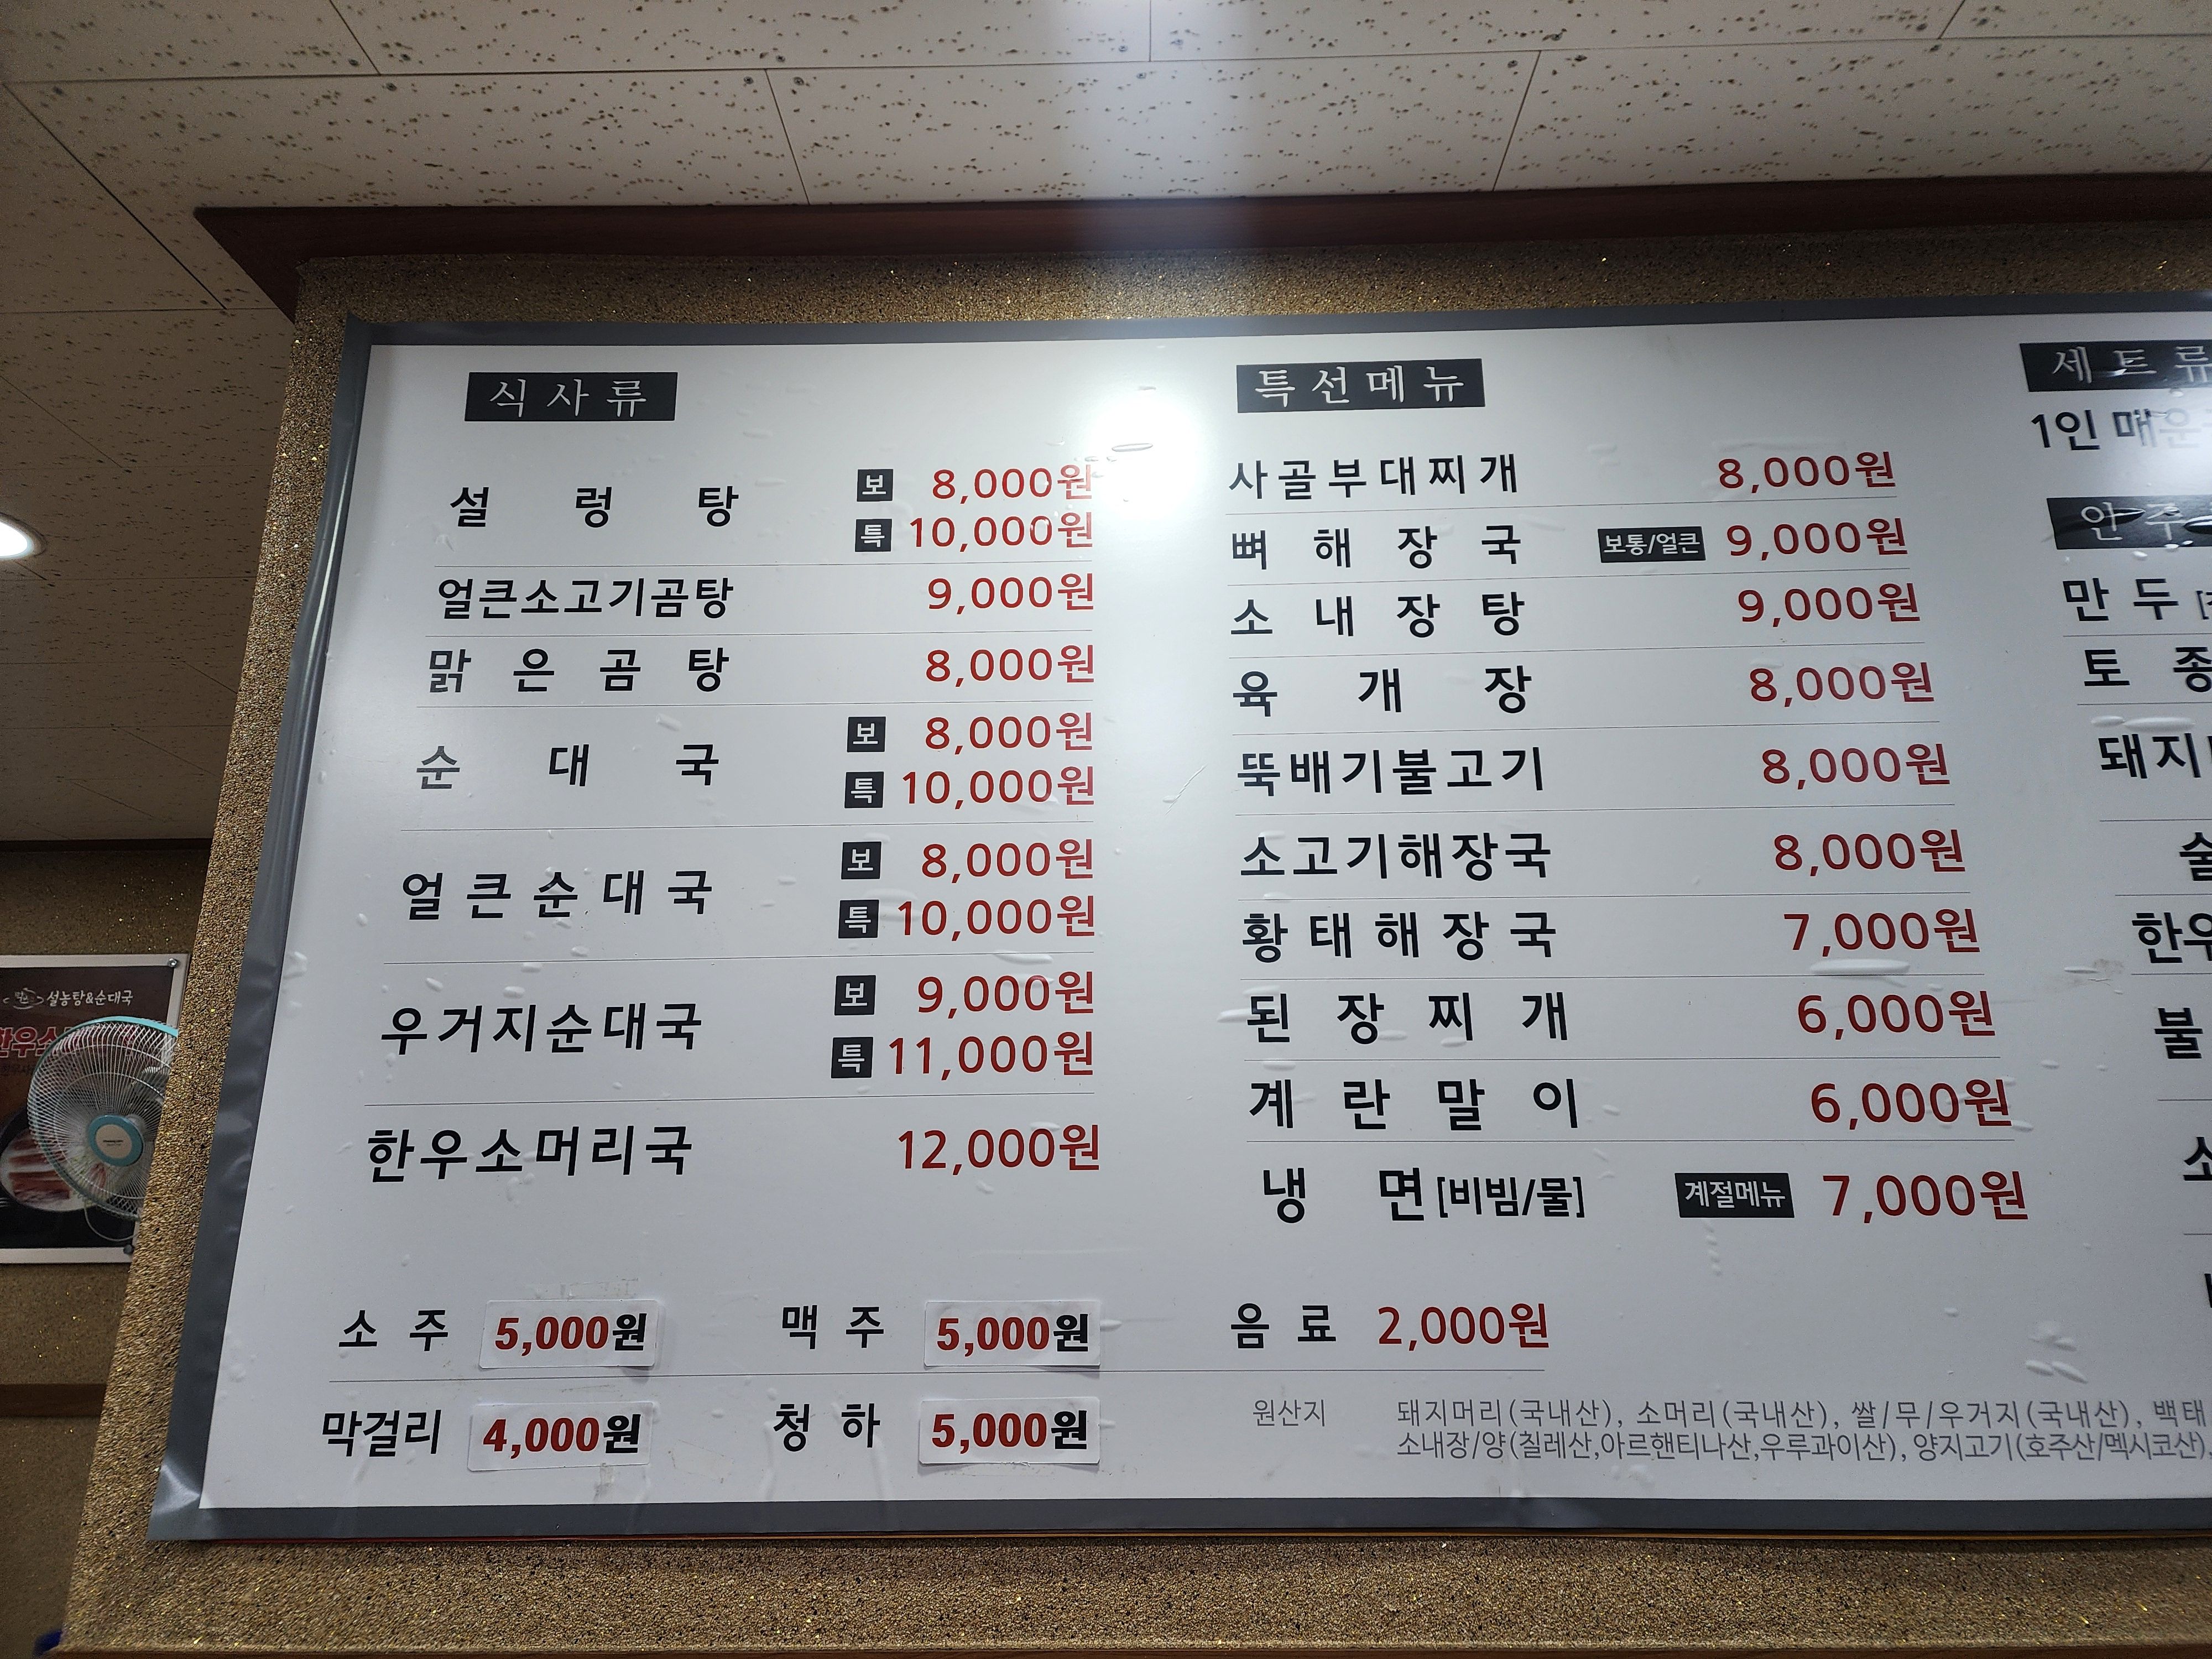 식사류
설렁탕 보 8,000원
특 10,000원
얼큰소고기곰탕 9,000원
맑은곰탕 8,000원
순대국 보 8,000원
특 10,000원
얼큰순대국 보 8,000원
특 10,000원
우거지순대국 보 9,000원
특 11,000원
한우소머리국 12,000원
소주 5,000원 맥주 5,000원 음료 2,000원
막걸리 4,000원 청하 5,000원
특선메뉴
사골부대찌개 8,000원
뼈해장국 보통/얼큰 9,000원
소내장탕 9,000원
육개장 8,000원
뚝배기불고기 8,000원
소고기해장국 8,000원
황태해장국 7,000원
된장찌개 6,000원
계란말이 6,000원
냉면[비빔/물] 계절메뉴 7,000원
원산지 돼지머리(국내산), 소머리(국내산), 쌀/무/우거지(국내산), 백태
소내장/양(칠레산,아르핸티나산,우루과이산), 양지고기(호주산/멕시코산),
세트류
1인 매운
안주
만두
토종
돼지
술
한우
불
소
설농탕&순대국